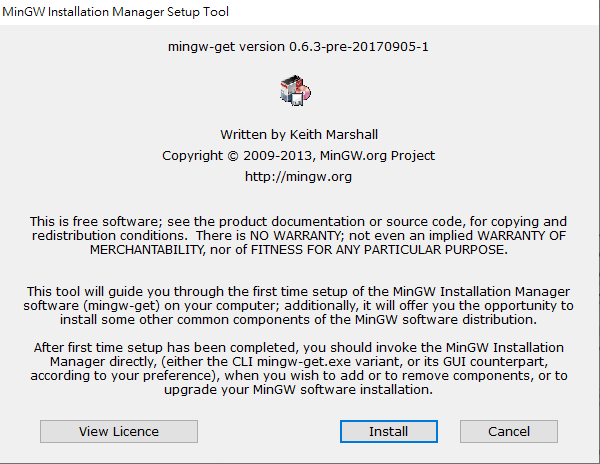 MinGW Installation Manager Setup Tool
mingw-get version 0.6.3-pre-20170905-1
Written by Keith Marshall
Copyright © 2009-2013, MinGW.org Project
http://mingw.org
This is free software; see the product documentation or source code, for copying and
redistribution conditions.  There is NO WARRANTY; not even an implied WARRANTY OF
MERCHANTABILITY, nor of FITNESS FOR ANY PARTICULAR PURPOSE.
This tool will guide you through the first time setup of the MinGW Installation Manager
software (mingw-get) on your computer; additionally, it will offer you the opportunity to
install some other common components of the MinGW software distribution.
After first time setup has been completed, you should invoke the MinGW Installation
Manager directly, (either the CLI mingw-get.exe variant, or its GUI counterpart,
according to your preference), when you wish to add or to remove components, or to
upgrade your MinGW software installation.
View Licence
Install
Cancel